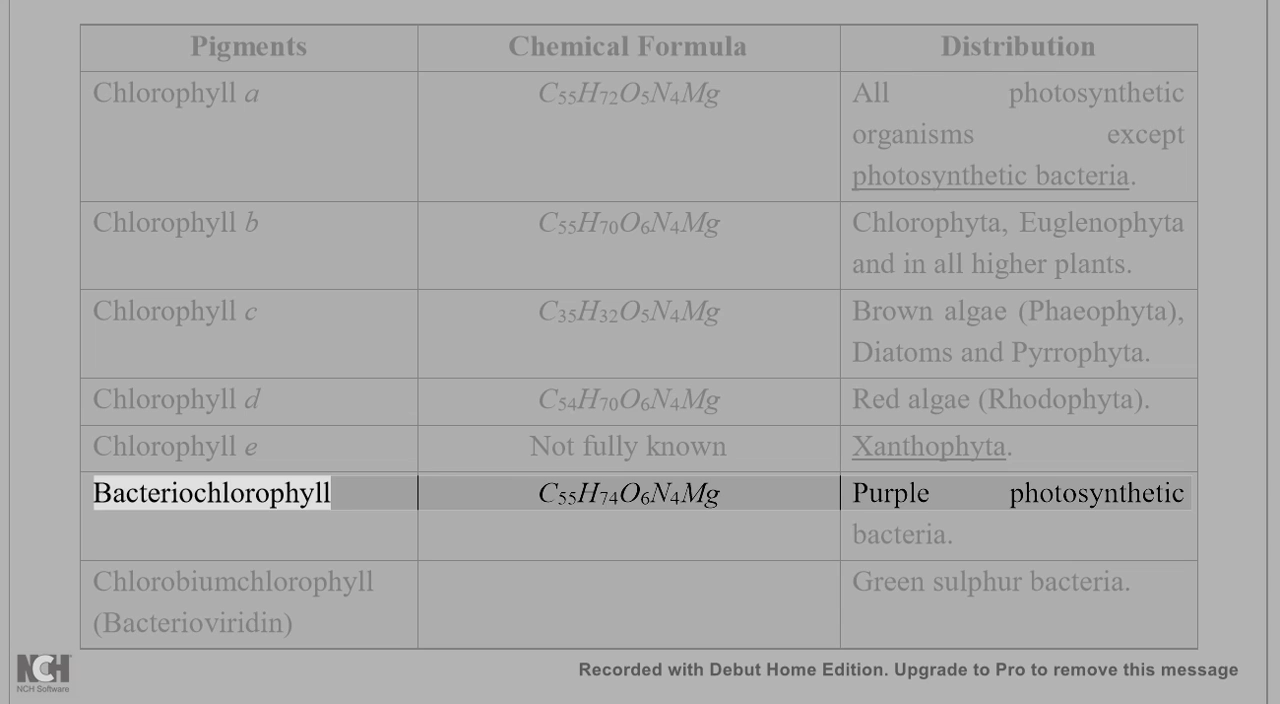 Pigments Chemical Formula Distribution
Chlorophyll a C55H72O5N4Mg All photosynthetic
organisms except
photosynthetic bacteria.
Chlorophyll b C55H70O6N4Mg Chlorophyta, Euglenophyta
and in all higher plants.
Chlorophyll c C35H32O5N4Mg Brown algae (Phaeophyta),
Diatoms and Pyrrophyta.
Chlorophyll d C54H70O6N4Mg Red algae (Rhodophyta).
Chlorophyll e Not fully known Xanthophyta.
Bacteriochlorophyll C55H74O6N4Mg Purple photosynthetic
bacteria.
Chlorobiumchlorophyll Green sulphur bacteria.
(Bacterioviridin)
NCH
NCH Software
Recorded with Debut Home Edition. Upgrade to Pro to remove this message